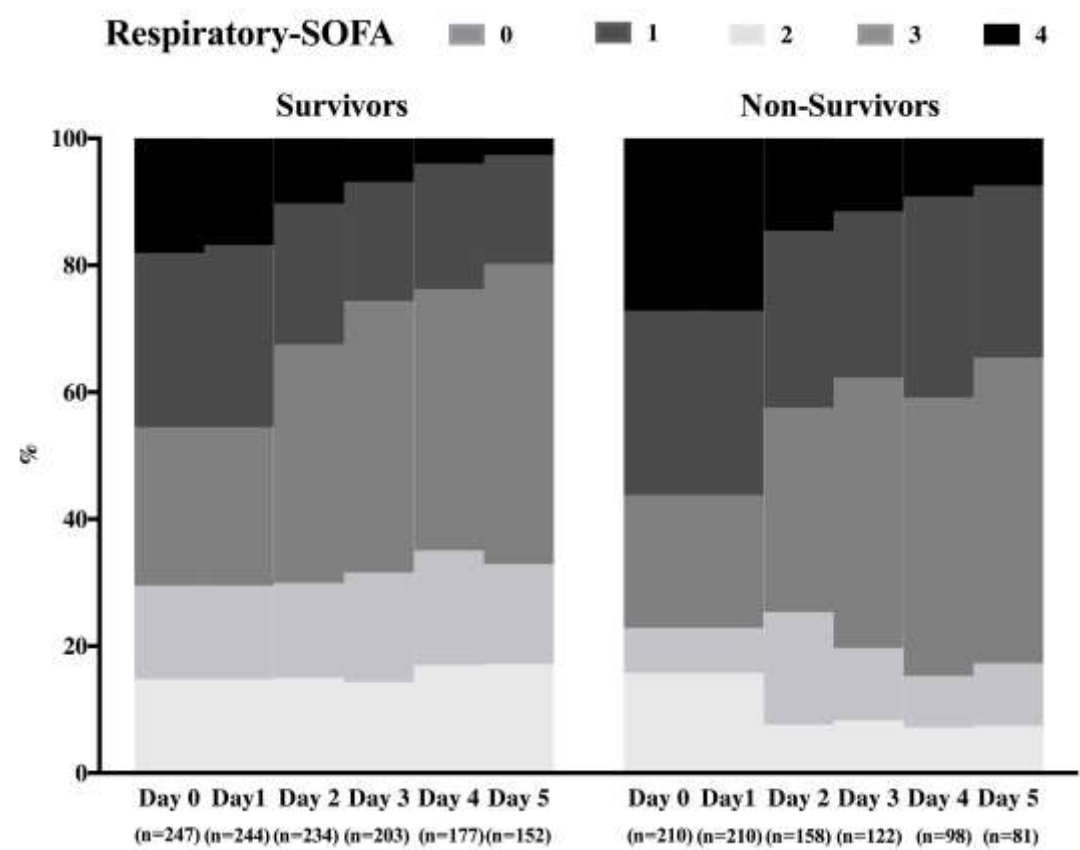 Respiratory-SOFA 0 1 2 3 4
Survivors Non-Survivors
100
80
60
40
20
0
%
Day 0 Day1 Day 2 Day 3 Day 4 Day 5 Day 0 Day1 Day 2 Day 3 Day 4 Day 5
(n=247) (n=244) (n=234) (n=203) (n=177) (n=152) (n=210) (n=210) (n=158) (n=122) (n=98) (n=81)